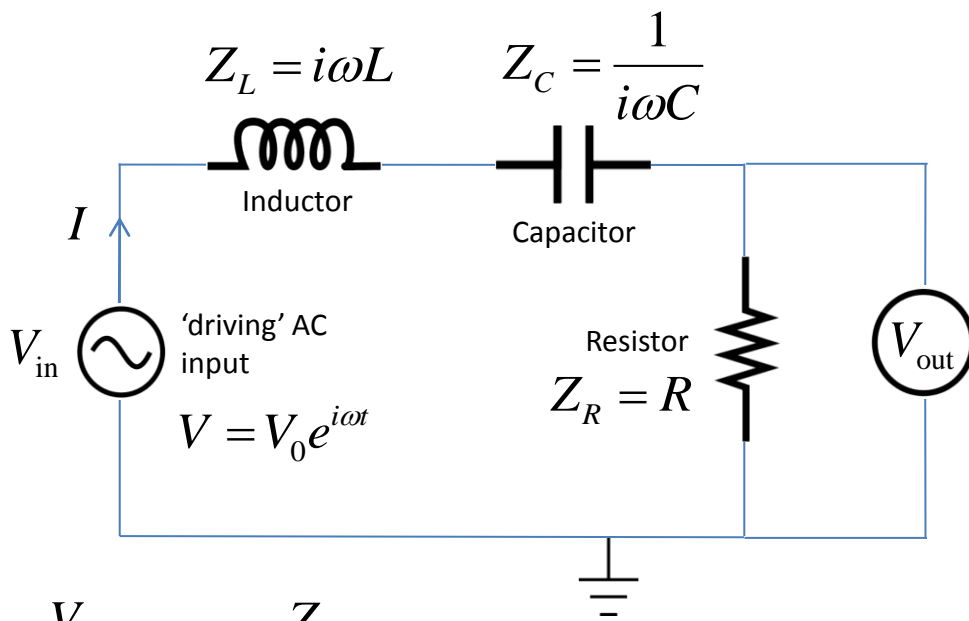 Z_L = iωL
Z_C = 1/(iωC)
Inductor
Capacitor
I
V_in
'driving' AC
input
V = V_0 e^{iωt}
Resistor
Z_R = R
V_out
V Z